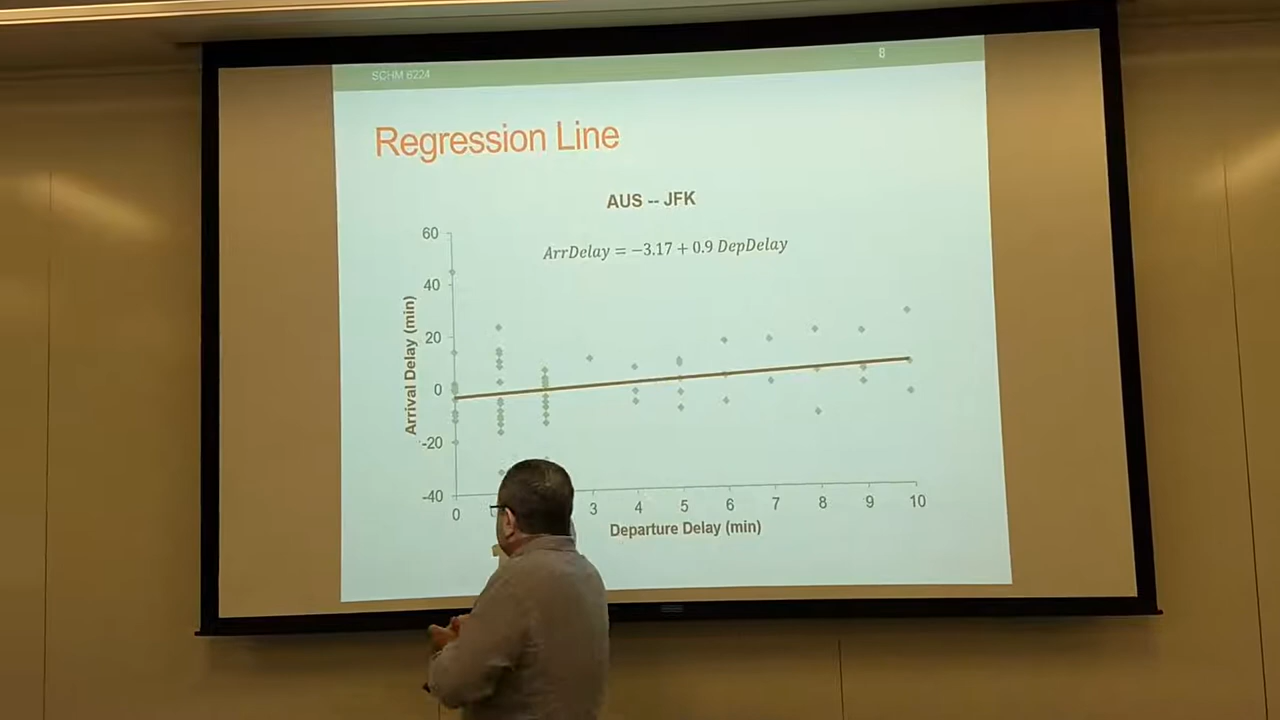 SCHM 6224
8
Regression Line
AUS -- JFK
ArrDelay = −3.17 + 0.9 DepDelay
60
40
20
0
-20
-40
Arrival Delay (min)
0 3 4 5 6 7 8 9 10
Departure Delay (min)